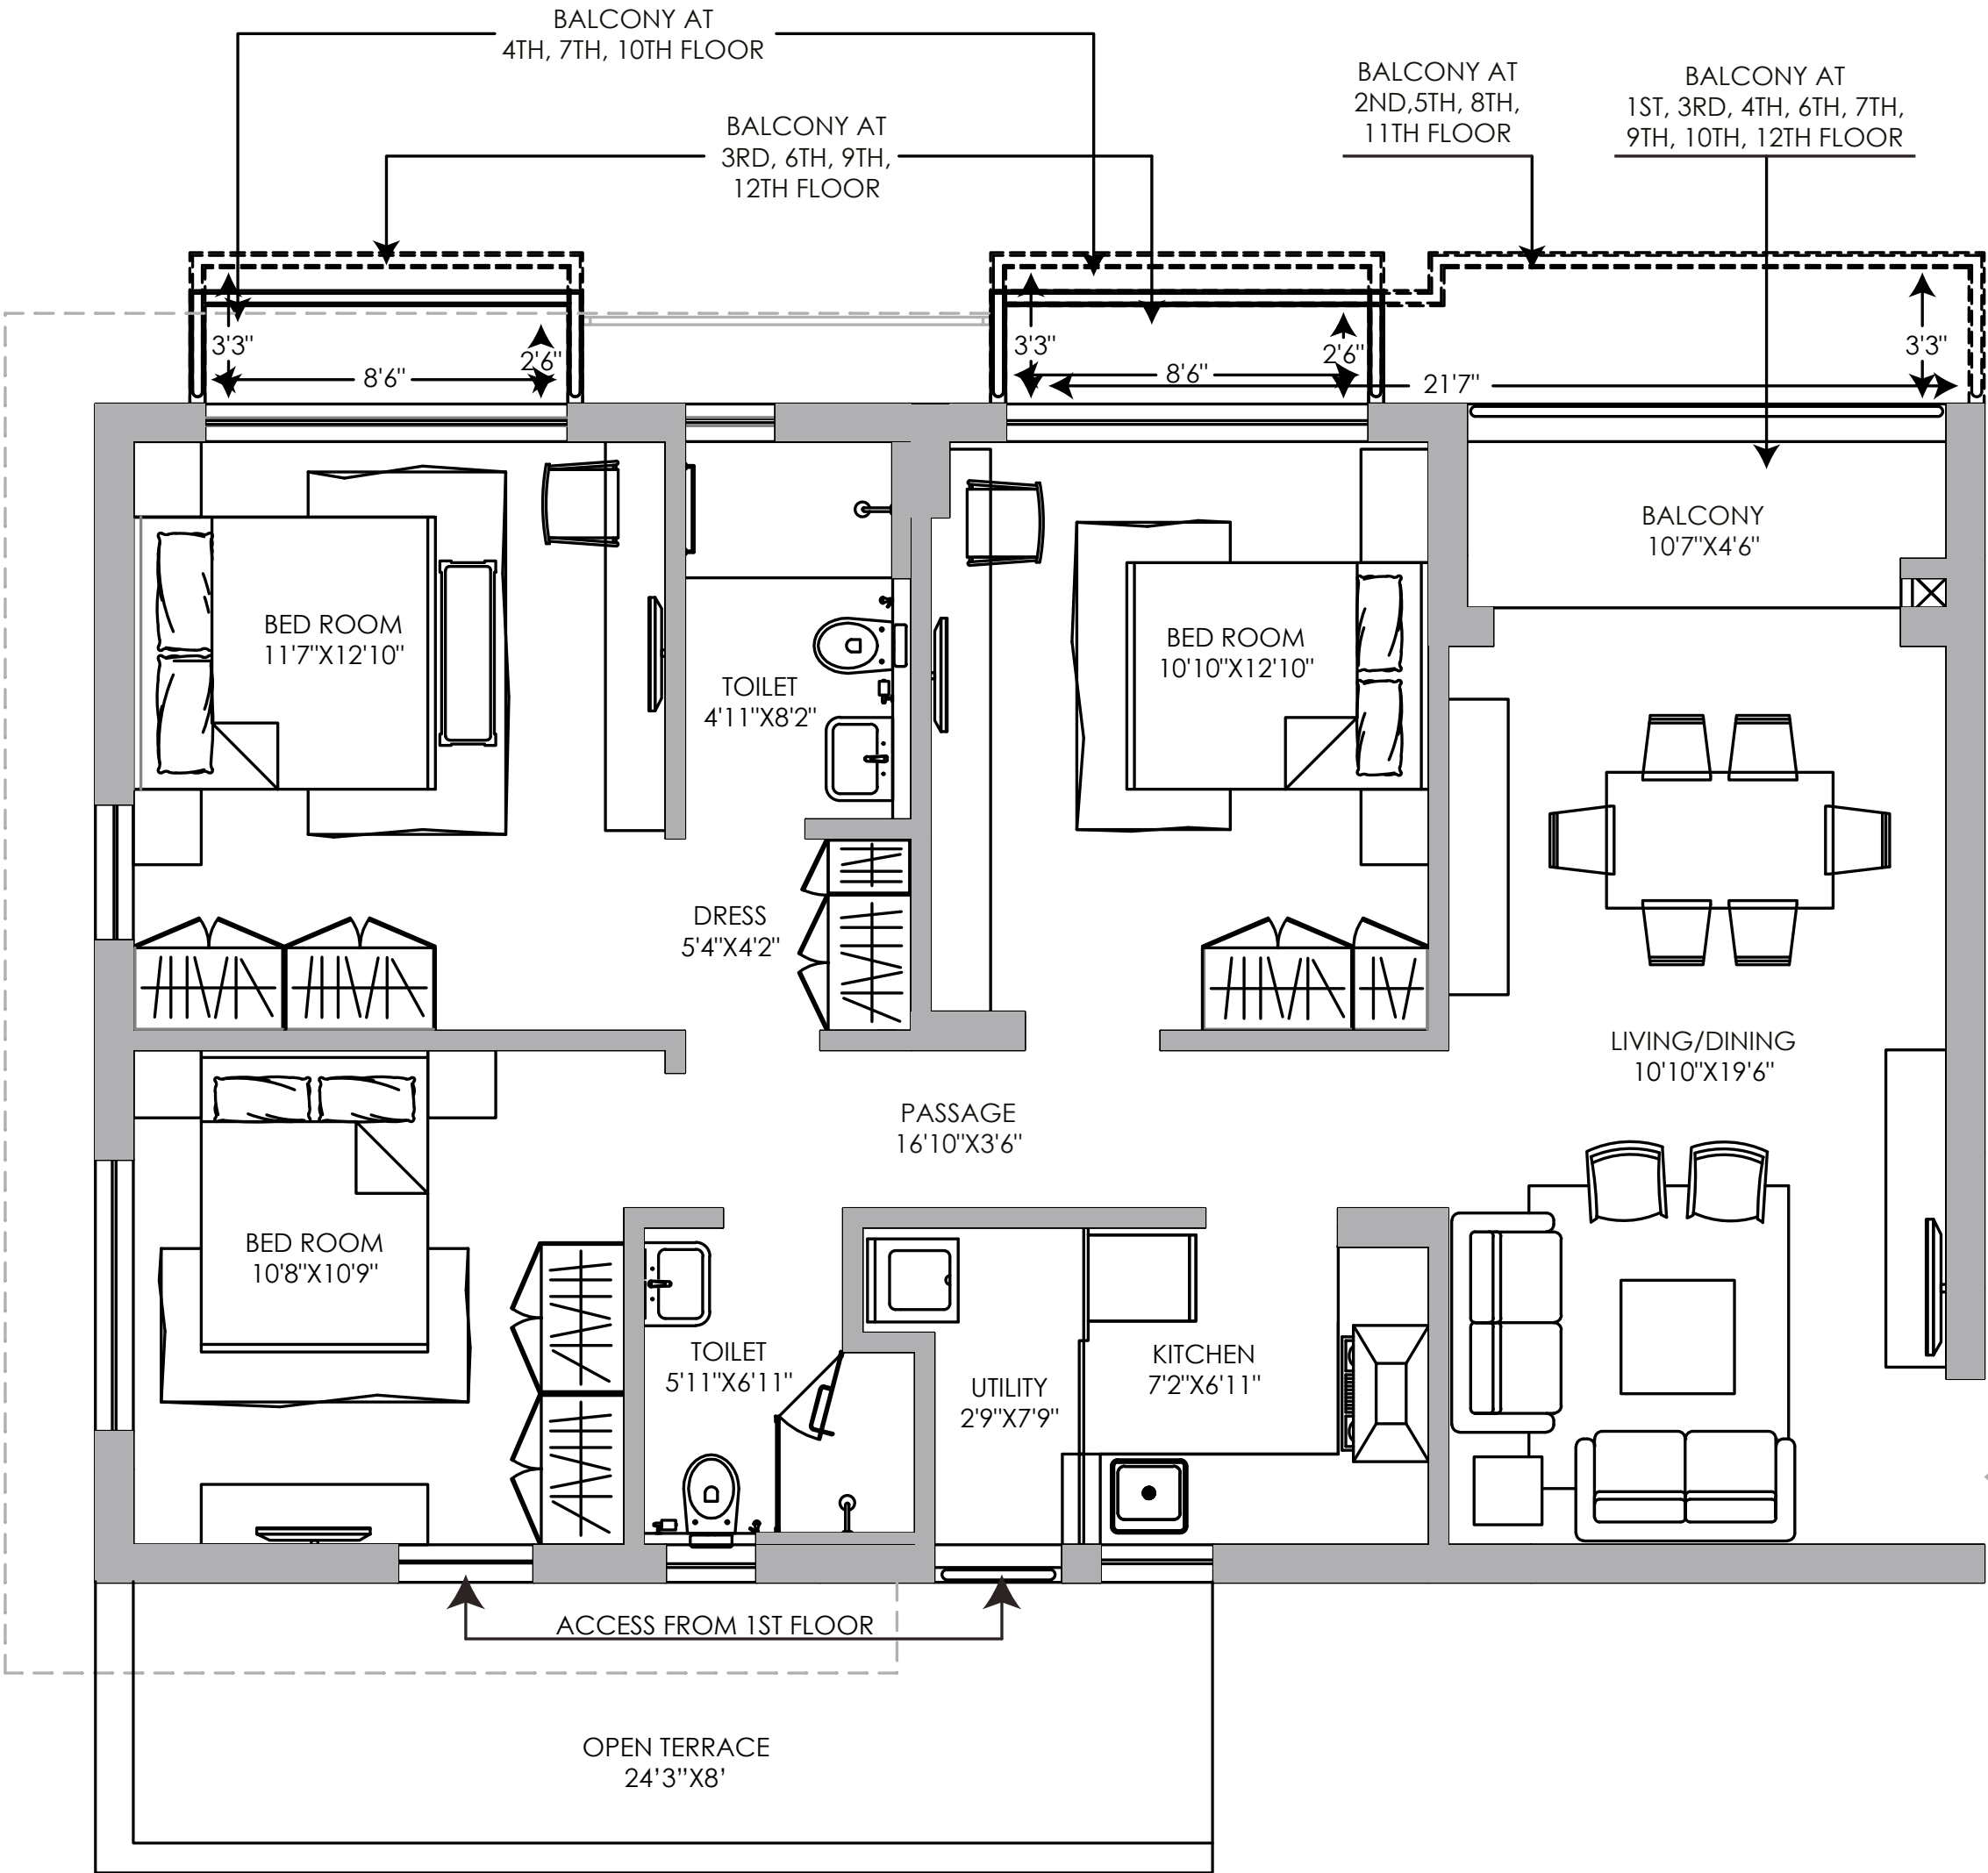 BALCONY AT
4TH, 7TH, 10TH FLOOR
BALCONY AT
2ND,5TH, 8TH,
11TH FLOOR
BALCONY AT
1ST, 3RD, 4TH, 6TH, 7TH,
9TH, 10TH, 12TH FLOOR
BALCONY AT
3RD, 6TH, 9TH,
12TH FLOOR
3'3"
8'6"
2'6"
3'3"
8'6"
2'6"
21'7"
3'3"
BALCONY
10'7"X4'6"
BED ROOM
11'7"X12'10"
TOILET
4'11"X8'2"
BED ROOM
10'10"X12'10"
DRESS
5'4"X4'2"
LIVING/DINING
10'10"X19'6"
PASSAGE
16'10"X3'6"
BED ROOM
10'8"X10'9"
TOILET
5'11"X6'11"
UTILITY
2'9"X7'9"
KITCHEN
7'2"X6'11"
ACCESS FROM 1ST FLOOR
OPEN TERRACE
24’3”X8’